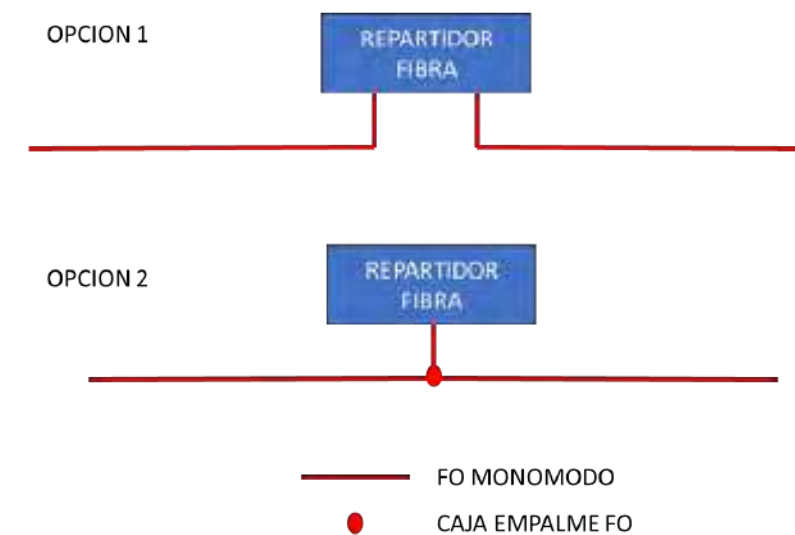 OPCION 1
REPARTIDOR
FIBRA
OPCION 2
REPARTIDOR
FIBRA
FO MONOMODO
CAJA EMPALME FO